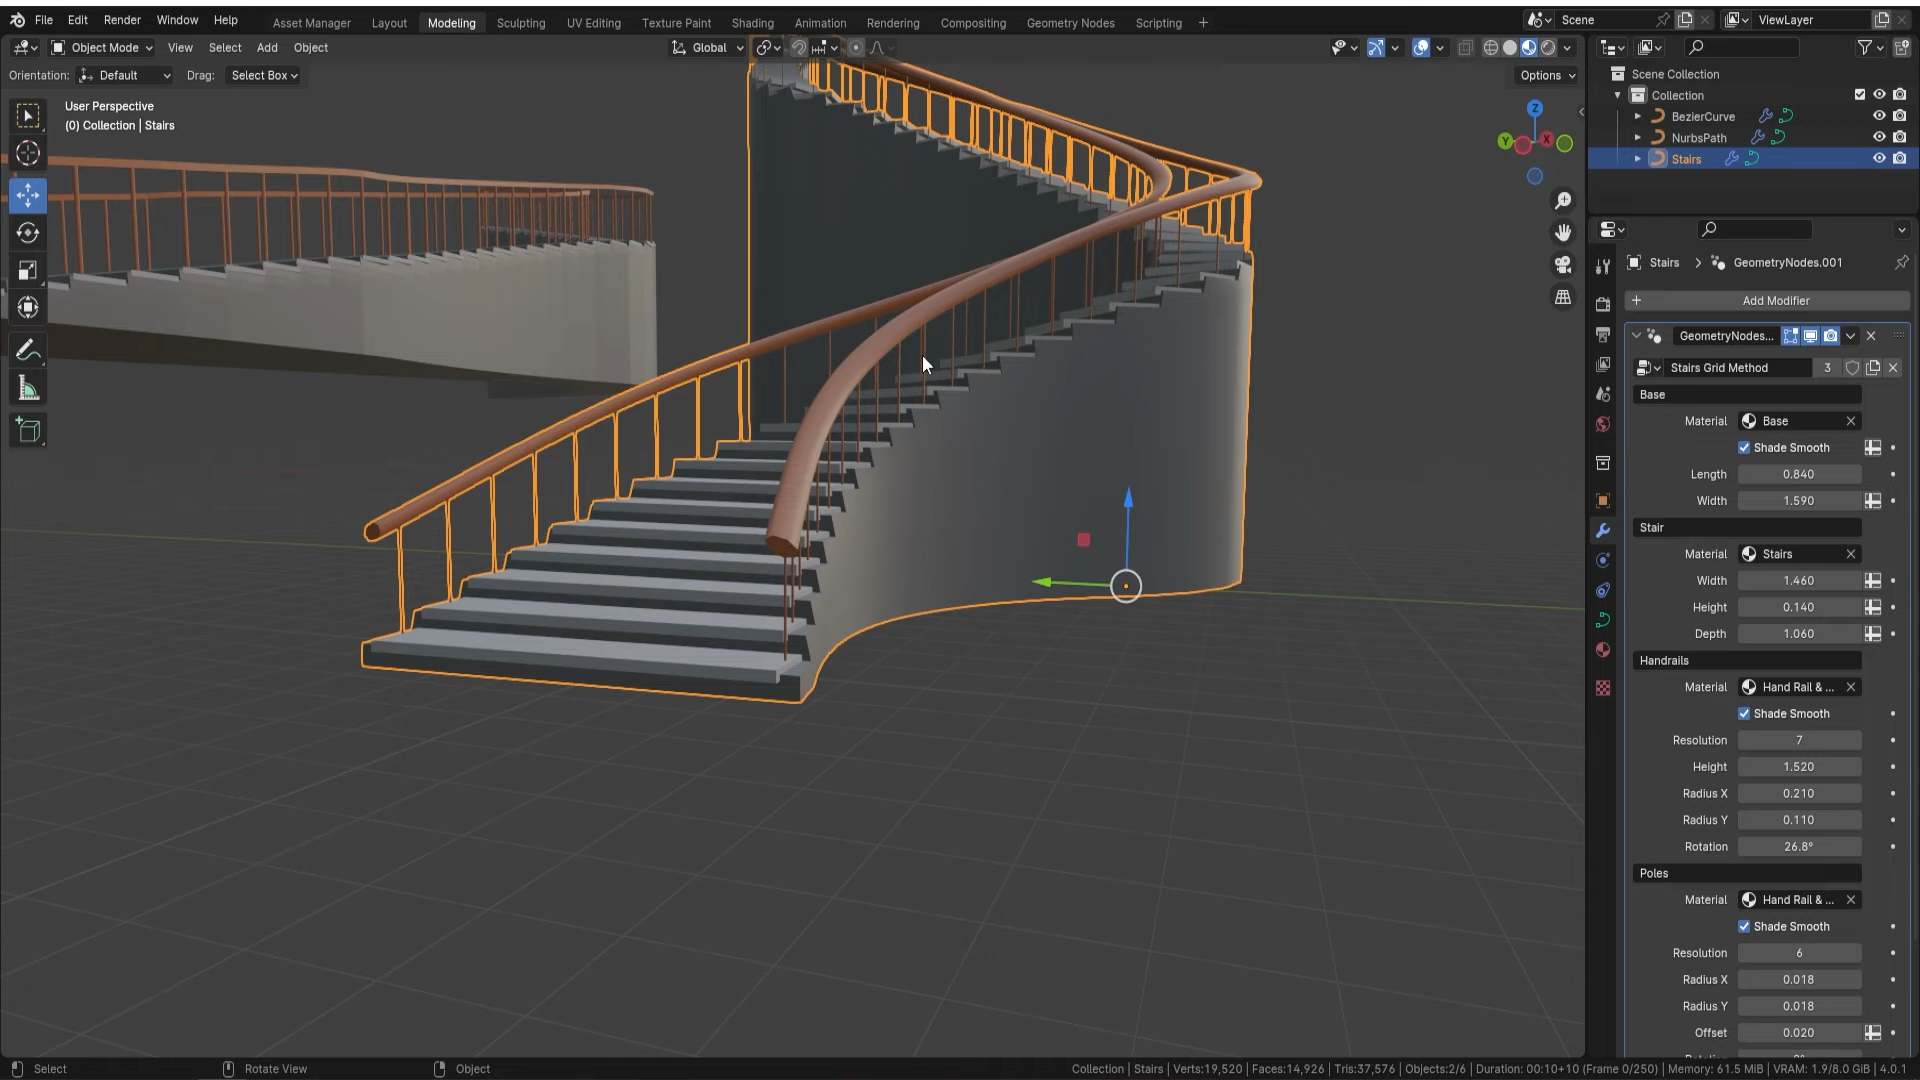 File Edit Render Window Help Asset Manager Layout Modeling Sculpting UV Editing Texture Paint Shading Animation Rendering Compositing Geometry Nodes Scripting + Scene ViewLayer
Object Mode View Select Add Object Global
Orientation: Default Drag: Select Box Options
User Perspective
(0) Collection | Stairs
Z
Y
X
Scene Collection
Collection
BezierCurve
NurbsPath
Stairs
Stairs > GeometryNodes.001
+ Add Modifier
GeometryNodes...
Stairs Grid Method 3
Base
Material Base
Shade Smooth
Length 0.840
Width 1.590
Stair
Material Stairs
Width 1.460
Height 0.140
Depth 1.060
Handrails
Material Hand Rail & ...
Shade Smooth
Resolution 7
Height 1.520
Radius X 0.210
Radius Y 0.110
Rotation 26.8°
Poles
Material Hand Rail & ...
Shade Smooth
Resolution 6
Radius X 0.018
Radius Y 0.018
Offset 0.020
Select Rotate View Object Collection | Stairs | Verts:19,520 | Faces:14,926 | Tris:37,576 | Objects:2/6 | Duration: 00:10+10 (Frame 0/250) | Memory: 61.5 MiB | VRAM: 1.9/8.0 GiB | 4.0.1